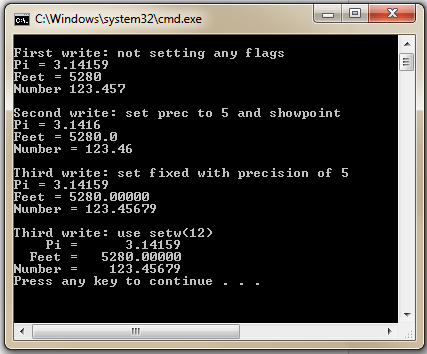 C:\Windows\system32\cmd.exe
First write: not setting any flags
Pi = 3.14159
Feet = 5280
Number 123.457
Second write: set prec to 5 and showpoint
Pi = 3.1416
Feet = 5280.0
Number = 123.46
Third write: set fixed with precision of 5
Pi = 3.14159
Feet = 5280.00000
Number = 123.45679
Third write: use setw(12)
Pi =      3.14159
Feet =   5280.00000
Number =    123.45679
Press any key to continue . . .